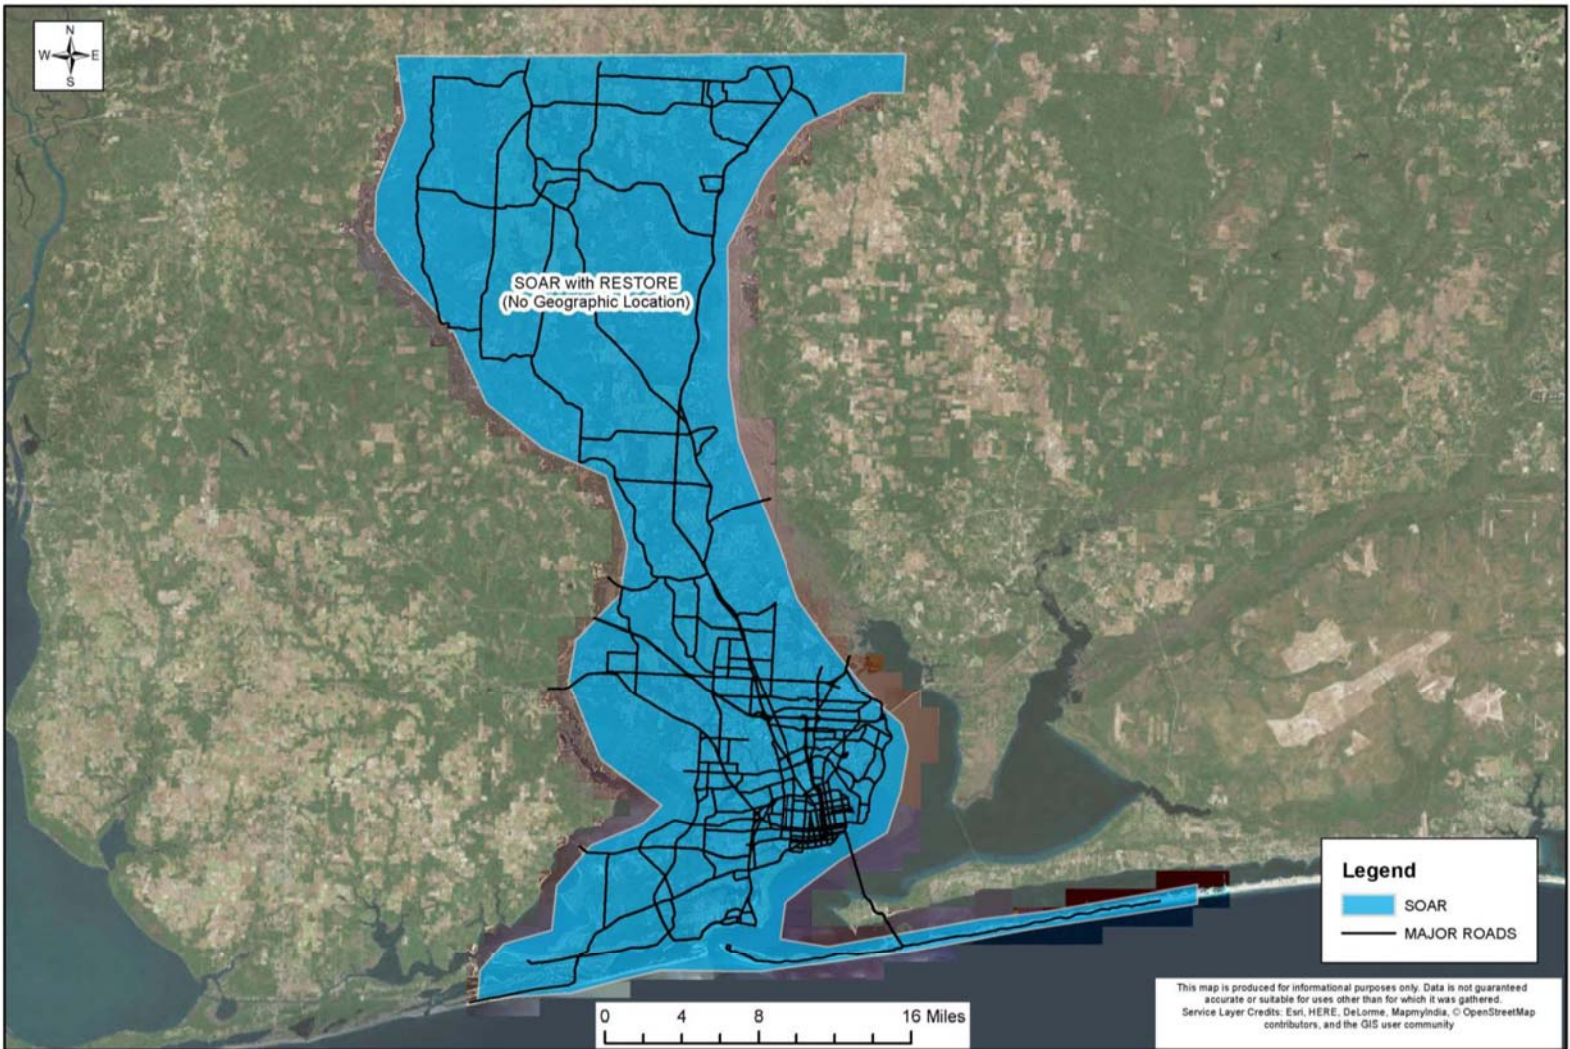 N
W E
S
SOAR with RESTORE
(No Geographic Location)
Legend
SOAR
MAJOR ROADS
0 4 8 16 Miles
This map is produced for informational purposes only. Data is not guaranteed
accurate or suitable for uses other than for which it was gathered.
Service Layer Credits: Esri, HERE, DeLorme, MapmyIndia, © OpenStreetMap
contributors, and the GIS user community